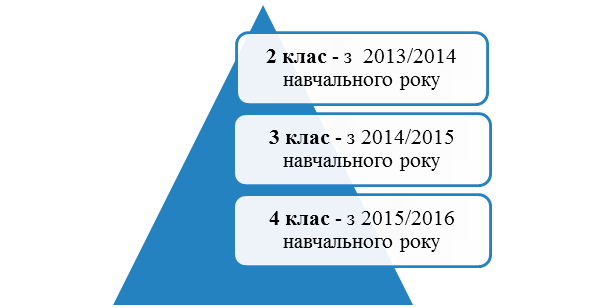 2 клас - з  2013/2014
навчального року
3 клас - з 2014/2015
навчального року
4 клас - з 2015/2016
навчального року